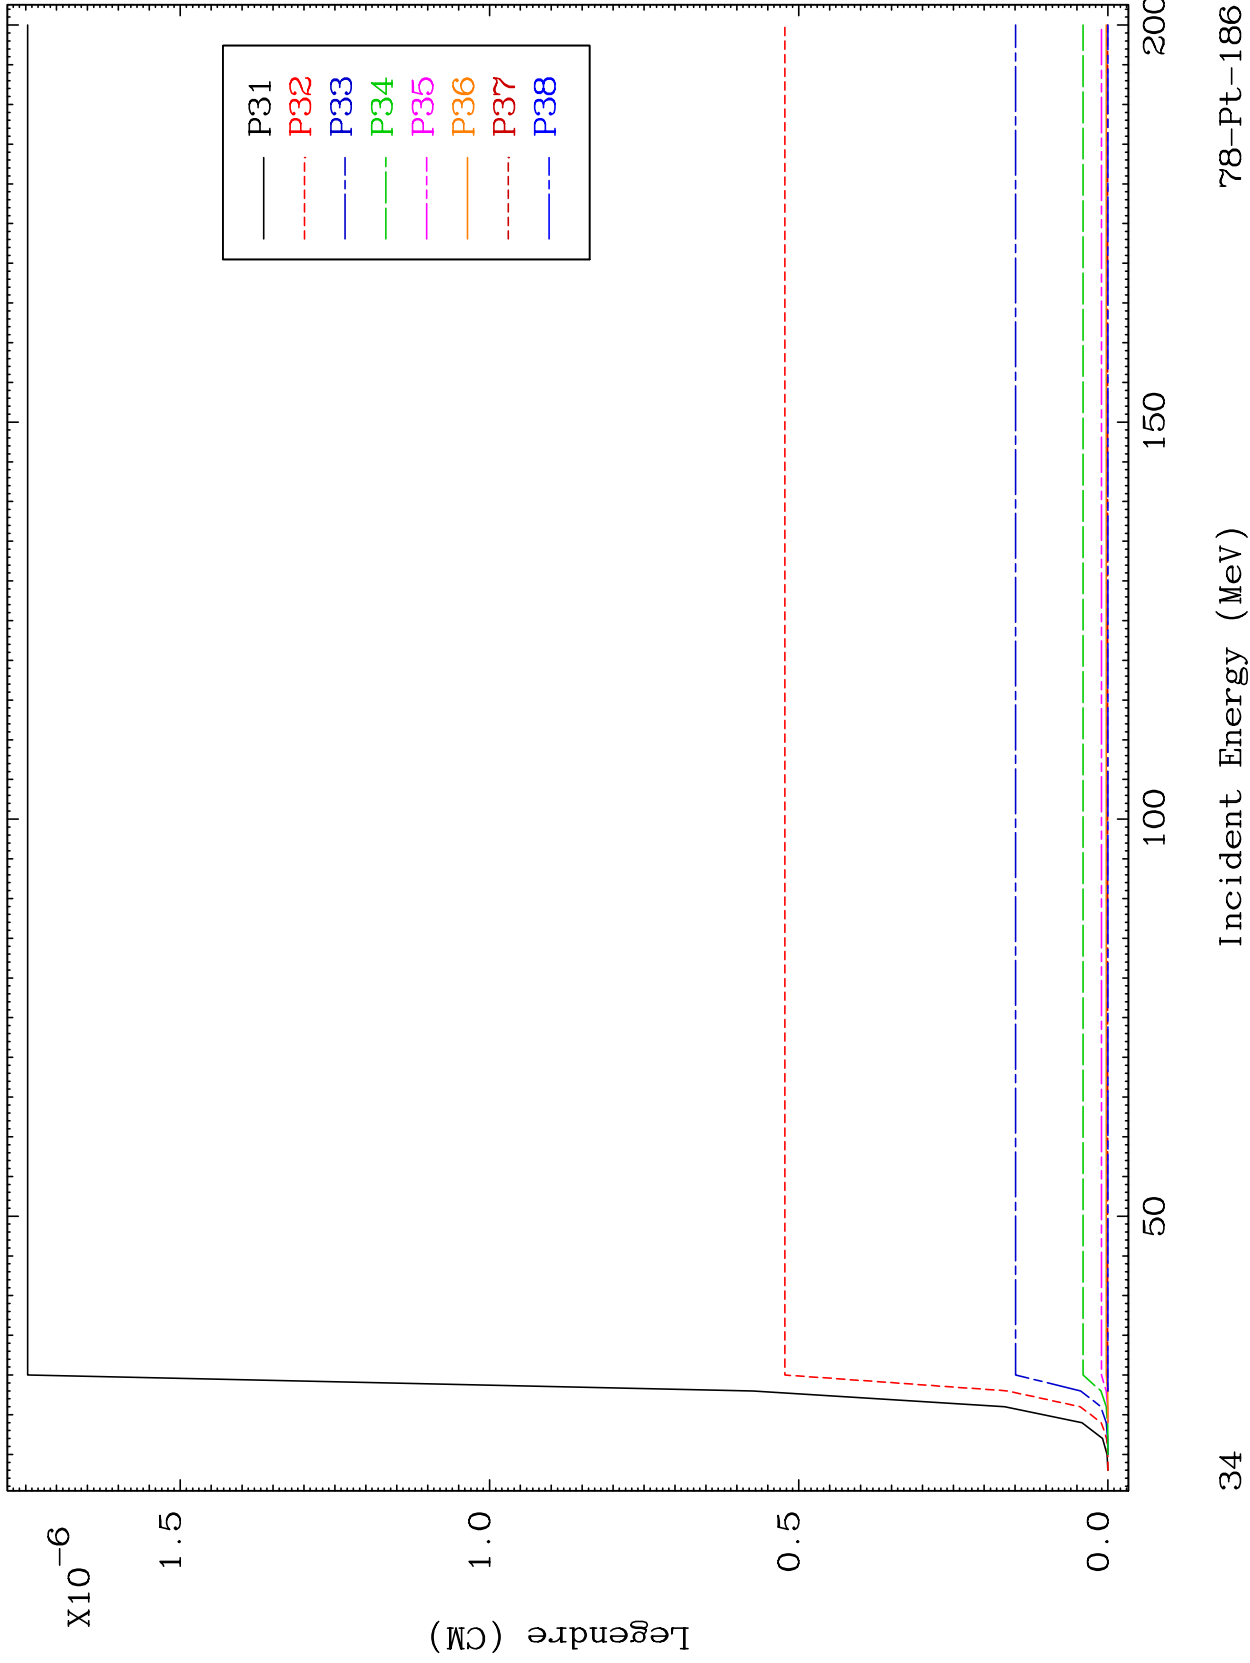 X10-6
1.5
1.0
0.5
0.0
Legendre (CM)
P31
P32
P33
P34
P35
P36
P37
P38
50
100
150
200
Incident Energy (MeV)
34
78-Pt-186